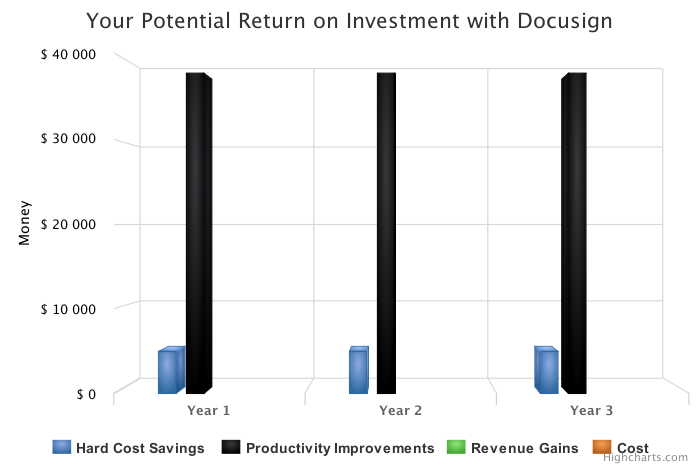 Your Potential Return on Investment with Docusign
$ 40 000
$ 30 000
$ 20 000
$ 10 000
$ 0
Money
Year 1
Year 2
Year 3
Hard Cost Savings
Productivity Improvements
Revenue Gains
Cost
Highcharts.com